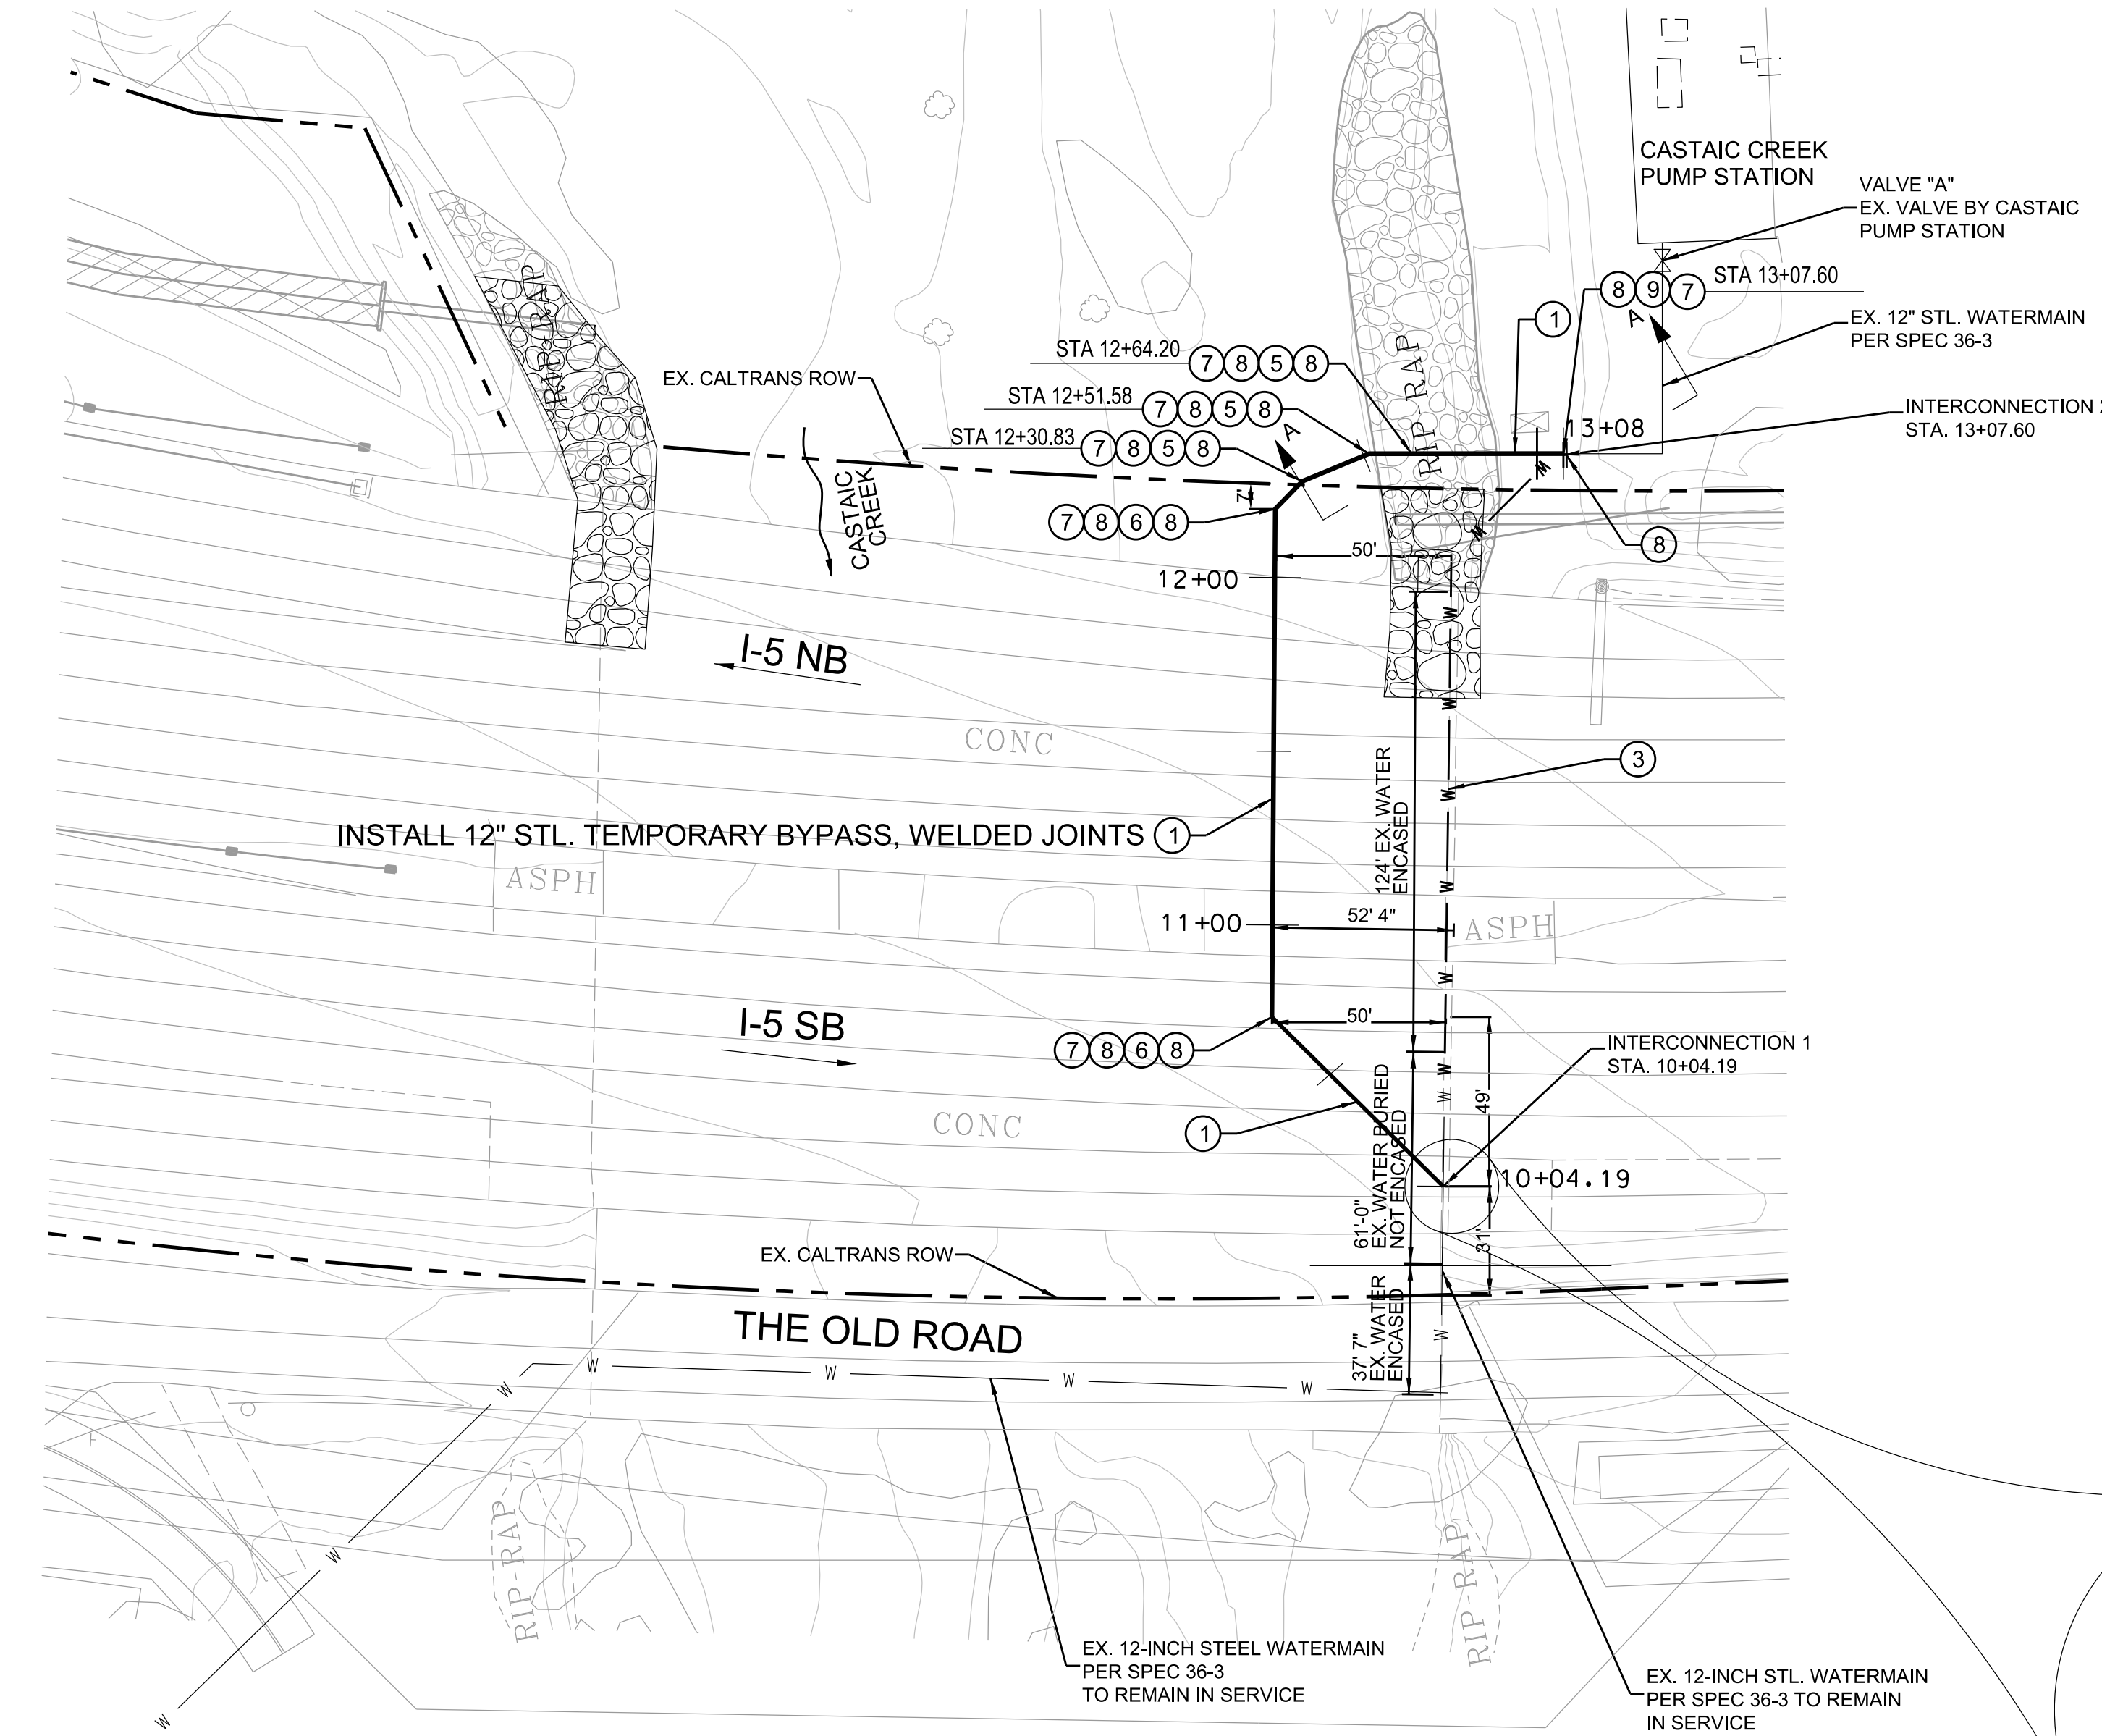 CASTAIC CREEK
PUMP STATION
VALVE "A"
EX. VALVE BY CASTAIC
PUMP STATION
8 9 7 STA 13+07.60
A
1
EX. 12" STL. WATERMAIN
PER SPEC 36-3
RIP-RAP
RIP-RAP
STA 12+64.20 7 8 5 8
EX. CALTRANS ROW
STA 12+51.58 7 8 5 8
STA 12+30.83 7 8 5 8
A
13+08
INTERCONNECTION 2
STA. 13+07.60
W
W
CASTAIC
CREEK
7'
7 8 6 8
8
50'
12+00
W
I-5 NB
W
CONC
3
124' EX. WATER
ENCASED
W
INSTALL 12" STL. TEMPORARY BYPASS, WELDED JOINTS 1
ASPH
W
11+00
52' 4"
ASPH
W
I-5 SB
50'
7 8 6 8
INTERCONNECTION 1
STA. 10+04.19
W
W
49'
CONC
1
61'-0"
EX. WATER BURIED
NOT ENCASED
10+04.19
31'
EX. CALTRANS ROW
THE OLD ROAD
37' 7"
EX. WATER
ENCASED
W
W
W
W
W
W
W
W
RIP-RAP
RIP-RAP
EX. 12-INCH STEEL WATERMAIN
PER SPEC 36-3
TO REMAIN IN SERVICE
EX. 12-INCH STL. WATERMAIN
PER SPEC 36-3 TO REMAIN
IN SERVICE